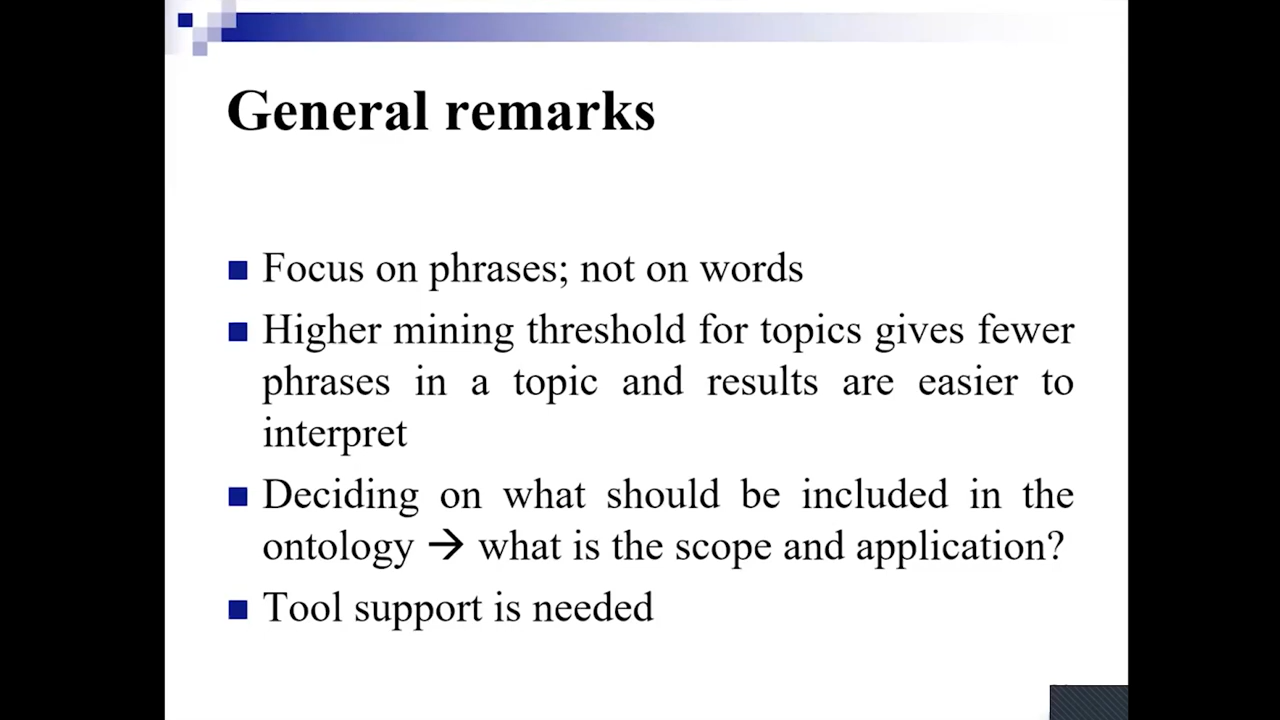 General remarks
Focus on phrases; not on words
Higher mining threshold for topics gives fewer
phrases in a topic and results are easier to
interpret
Deciding on what should be included in the
ontology → what is the scope and application?
Tool support is needed